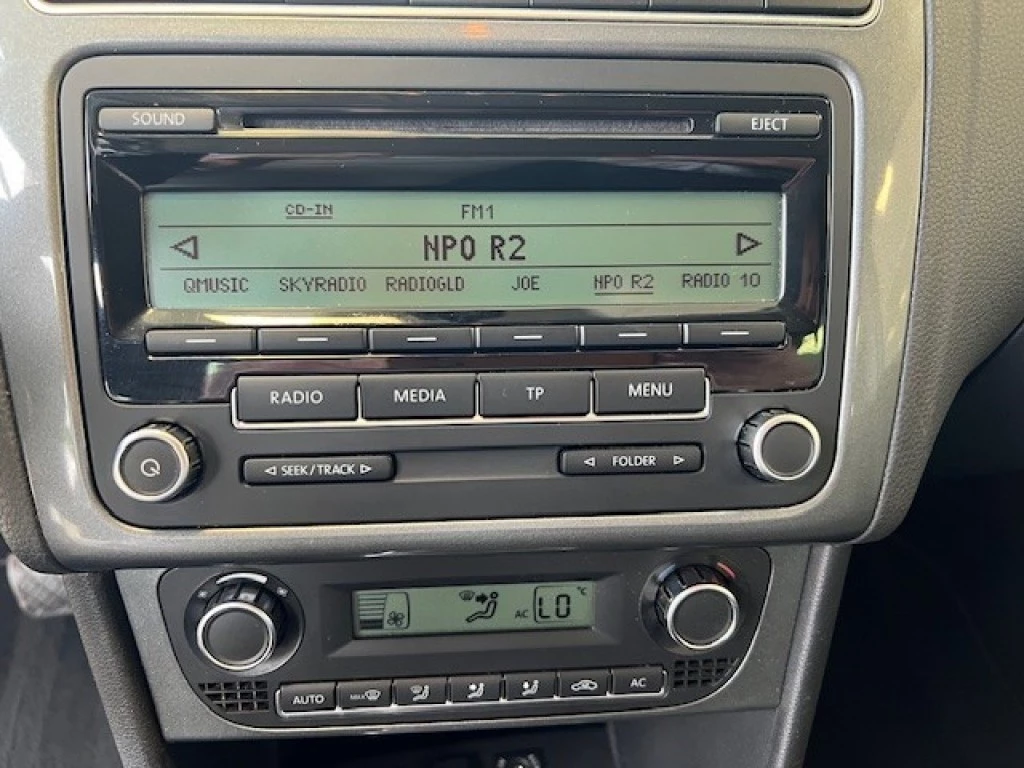 SOUND EJECT
CD-IN FM1
NPO R2
QMUSIC SKYRADIO RADIOGLD JOE NPO R2 RADIO 10
RADIO MEDIA TP MENU
SEEK/TRACK FOLDER
AC LO °C
AUTO MAX AC